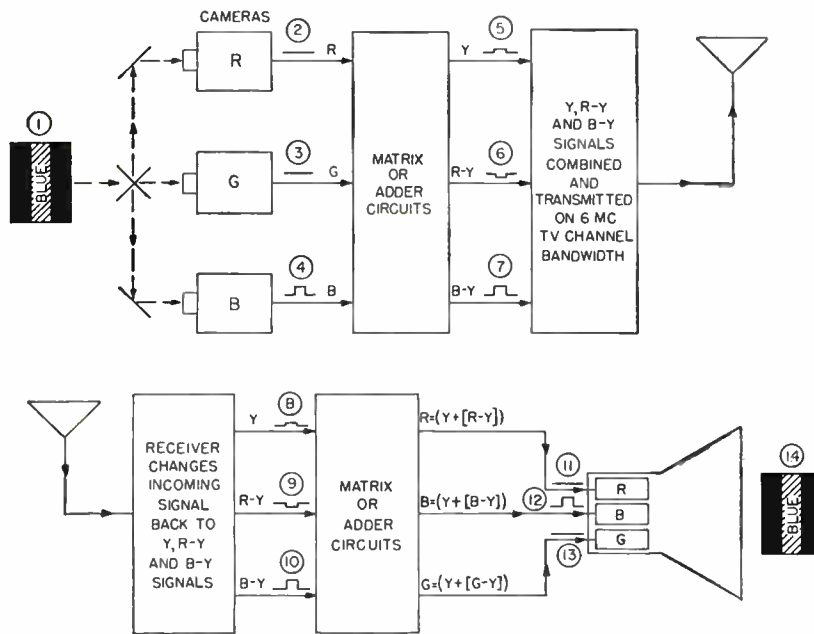 CAMERAS
1
BLUE
2
R
R
3
G
G
4
B
B
MATRIX
OR
ADDER
CIRCUITS
Y
5
R-Y
6
B-Y
7
Y, R-Y
AND B-Y
SIGNALS
COMBINED
AND
TRANSMITTED
ON 6 MC
TV CHANNEL
BANDWIDTH
RECEIVER
CHANGES
INCOMING
SIGNAL
BACK TO
Y, R-Y
AND B-Y
SIGNALS
Y
8
R-Y
9
B-Y
10
MATRIX
OR
ADDER
CIRCUITS
R=(Y+[R-Y])
11
B=(Y+[B-Y])
12
G=(Y+[G-Y])
13
R
B
G
14
BLUE